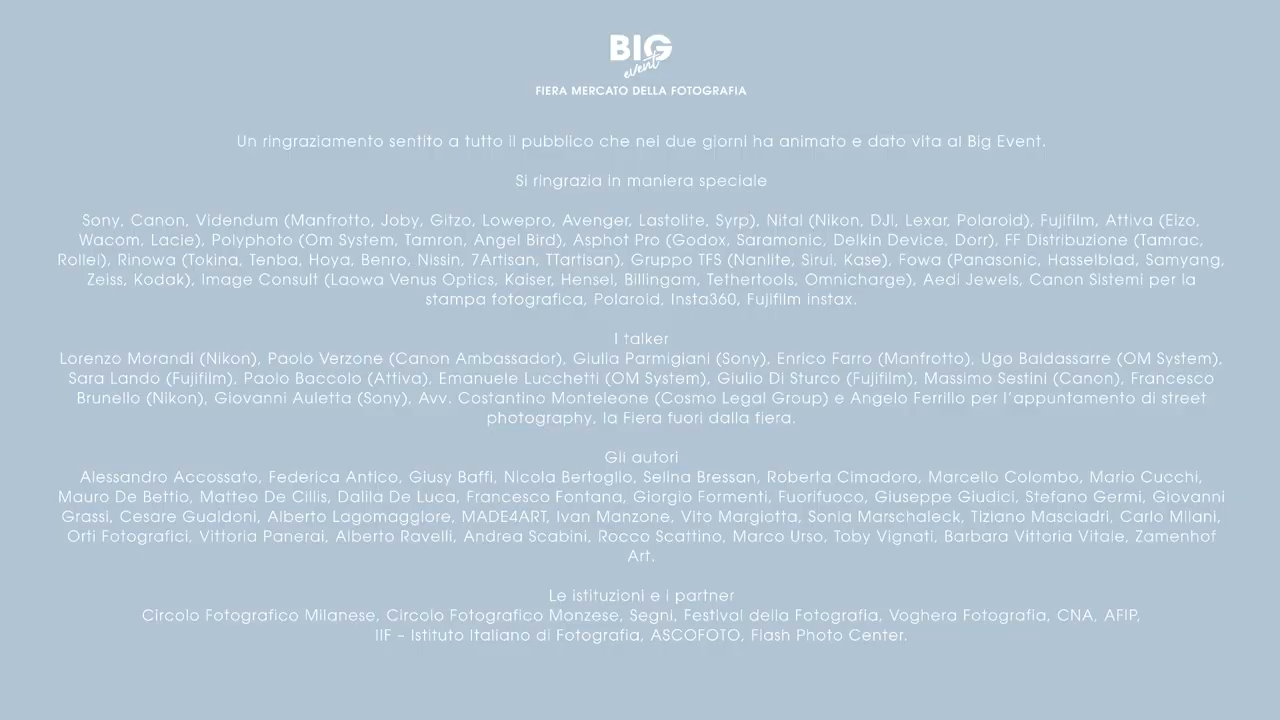 BIG
event
FIERA MERCATO DELLA FOTOGRAFIA
Un ringraziamento sentito a tutto il pubblico che nei due giorni ha animato e dato vita al Big Event.
Si ringrazia in maniera speciale
Sony, Canon, Videndum (Manfrotto, Joby, Gitzo, Lowepro, Avenger, Lastolite, Syrp), Nital (Nikon, DJI, Lexar, Polaroid), Fujifilm, Attiva (Eizo,
Wacom, Lacie), Polyphoto (Om System, Tamron, Angel Bird), Asphot Pro (Godox, Saramonic, Delkin Device, Dorr), FF Distribuzione (Tamrac,
Rollei), Rinowa (Tokina, Tenba, Hoya, Benro, Nissin, 7Artisan, TTartisan), Gruppo TFS (Nanlite, Sirui, Kase), Fowa (Panasonic, Hasselblad, Samyang,
Zeiss, Kodak), Image Consult (Laowa Venus Optics, Kaiser, Hensel, Billingam, Tethertools, Omnicharge), Aedi Jewels, Canon Sistemi per la
stampa fotografica, Polaroid, Insta360, Fujifilm instax.
I talker
Lorenzo Morandi (Nikon), Paolo Verzone (Canon Ambassador), Giulia Parmigiani (Sony), Enrico Farro (Manfrotto), Ugo Baldassarre (OM System),
Sara Lando (Fujifilm), Paolo Baccolo (Attiva), Emanuele Lucchetti (OM System), Giulio Di Sturco (Fujifilm), Massimo Sestini (Canon), Francesco
Brunello (Nikon), Giovanni Auletta (Sony), Avv. Costantino Monteleone (Cosmo Legal Group) e Angelo Ferrillo per l'appuntamento di street
photography, la Fiera fuori dalla fiera.
Gli autori
Alessandro Accossato, Federica Antico, Giusy Baffi, Nicola Bertoglio, Selina Bressan, Roberta Cimadoro, Marcello Colombo, Mario Cucchi,
Mauro De Bettio, Matteo De Cillis, Dalila De Luca, Francesco Fontana, Giorgio Formenti, Fuorifuoco, Giuseppe Giudici, Stefano Germi, Giovanni
Grassi, Cesare Gualdoni, Alberto Lagomaggiore, MADE4ART, Ivan Manzone, Vito Margiotta, Sonia Marschaleck, Tiziano Masciadri, Carlo Milani,
Orti Fotografici, Vittoria Panerai, Alberto Ravelli, Andrea Scabini, Rocco Scattino, Marco Urso, Toby Vignati, Barbara Vittoria Vitale, Zamenhof
Art.
Le istituzioni e i partner
Circolo Fotografico Milanese, Circolo Fotografico Monzese, Segni, Festival della Fotografia, Voghera Fotografia, CNA, AFIP,
IIF – Istituto Italiano di Fotografia, ASCOFOTO, Flash Photo Center.